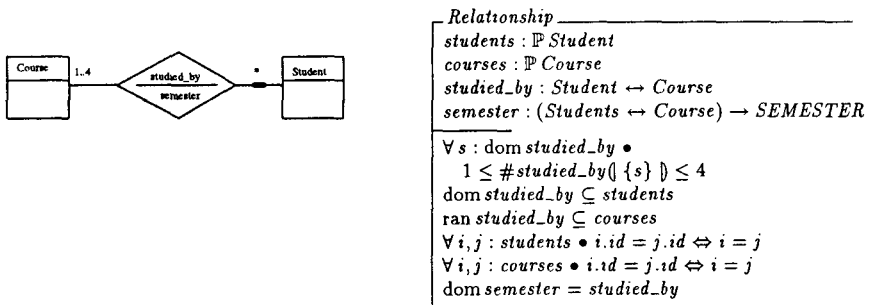 Course
1..4
studied_by
semester
*
Student
Relationship
students : ℙ Student
courses : ℙ Course
studied_by : Student ↔ Course
semester : (Students ↔ Course) → SEMESTER
∀ s : dom studied_by •
1 ≤ #studied_by⦇ {s} ⦈ ≤ 4
dom studied_by ⊆ students
ran studied_by ⊆ courses
∀ i, j : students • i.id = j.id ⇔ i = j
∀ i, j : courses • i.id = j.id ⇔ i = j
dom semester = studied_by